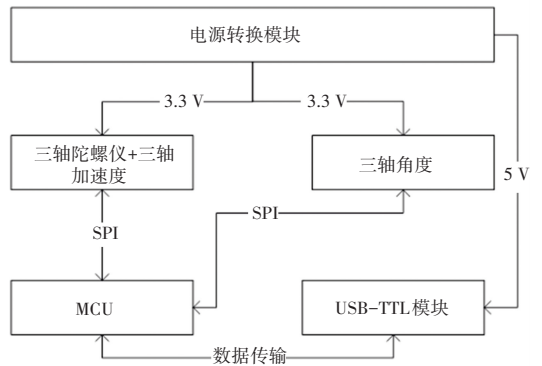 电源转换模块
3.3 V
3.3 V
三轴陀螺仪+三轴
加速度
三轴角度
5 V
SPI
SPI
MCU
USB-TTL模块
数据传输